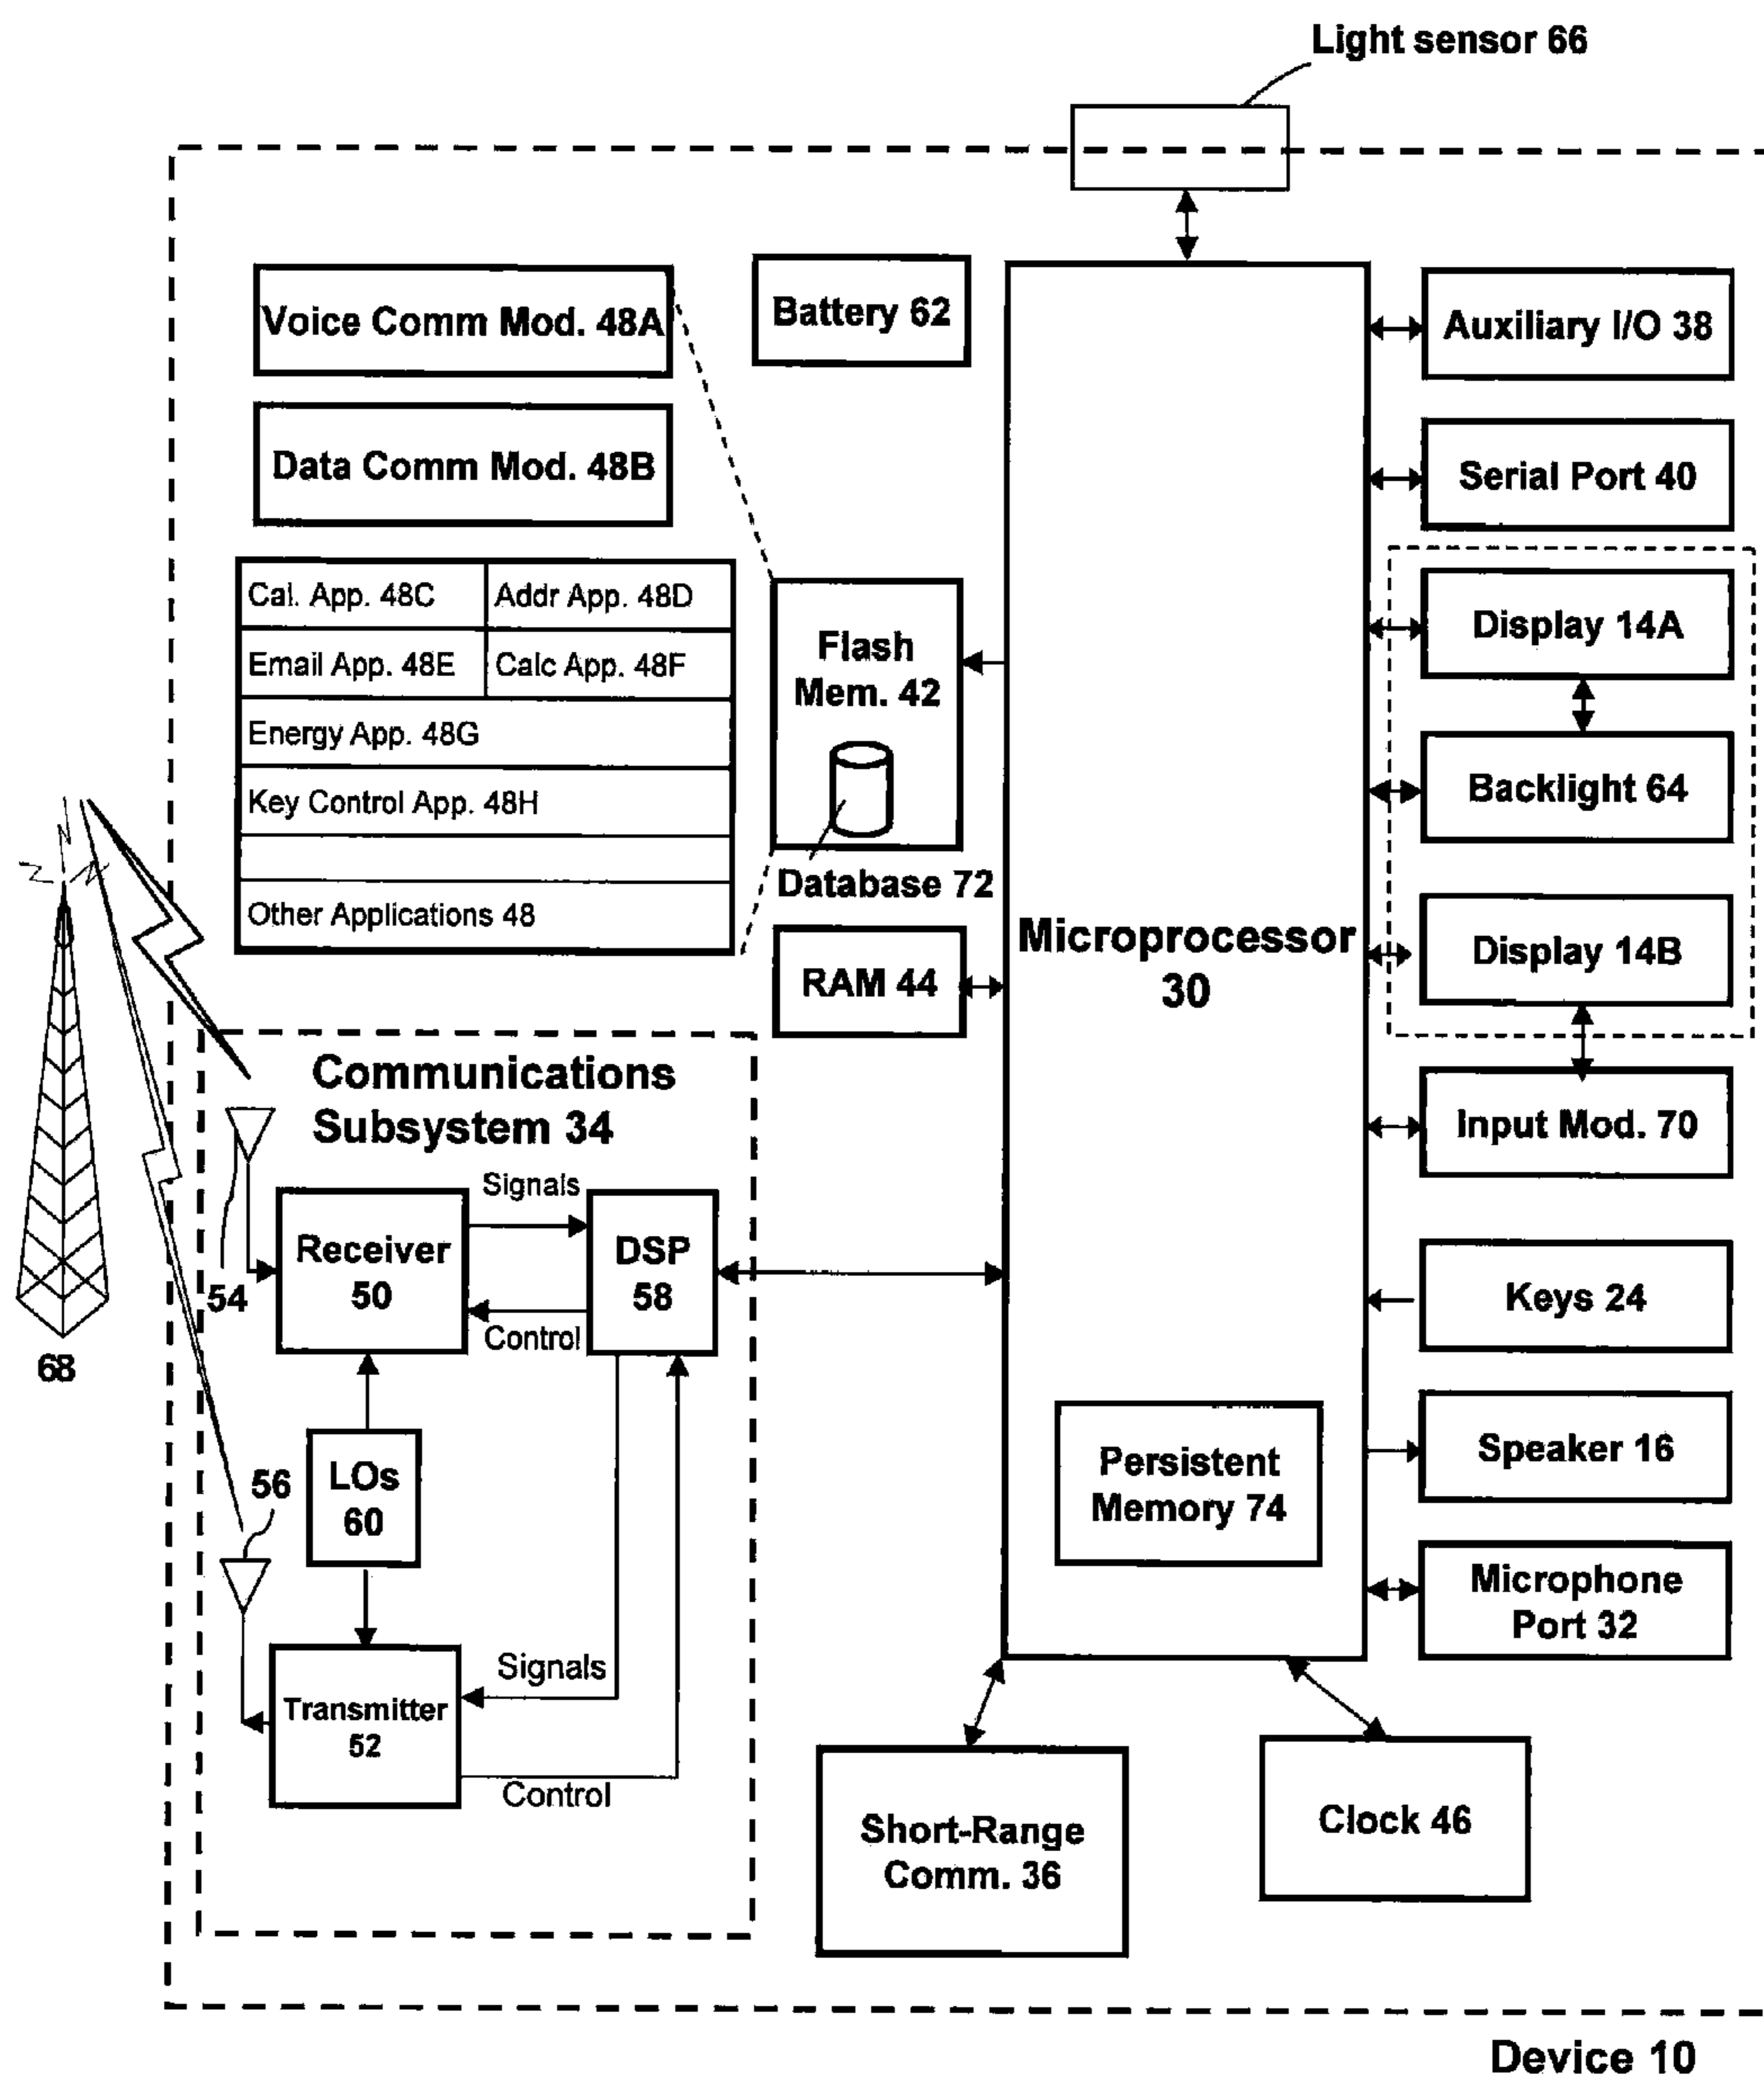 Light sensor 66
Voice Comm Mod. 48A
Battery 62
Auxiliary I/O 38
Data Comm Mod. 48B
Serial Port 40
Cal. App. 48C
Addr App. 48D
Email App. 48E
Calc App. 48F
Energy App. 48G
Key Control App. 48H
Other Applications 48
Flash
Mem. 42
Database 72
RAM 44
Microprocessor
30
Display 14A
Backlight 64
Display 14B
Input Mod. 70
Keys 24
Speaker 16
Microphone
Port 32
Persistent
Memory 74
Communications
Subsystem 34
Signals
Receiver
50
DSP
58
Control
54
68
LOs
60
56
Signals
Transmitter
52
Control
Short-Range
Comm. 36
Clock 46
Device 10